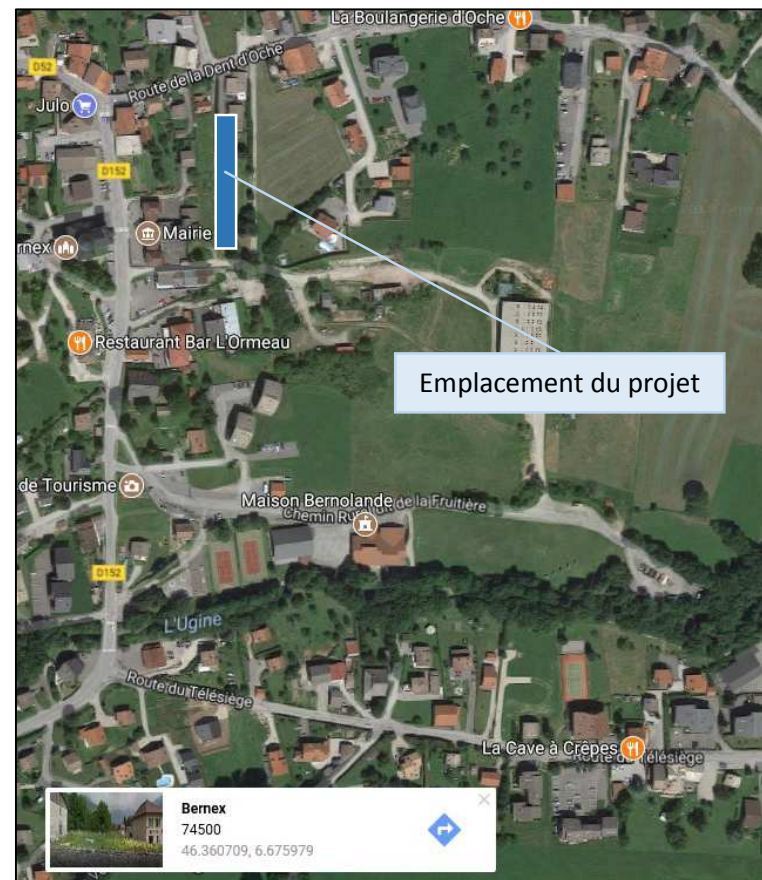 La Boulangerie d'Oche
D52
Route de la Dent d'Oche
Julo
D152
Mairie
rnex
Restaurant Bar L'Ormeau
Emplacement du projet
de Tourisme
Maison Bernolande
de la Fruitière
D152
L'Ugine
Route du Télésiège
La Cave à Crêpes
Route du Télésiège
Bernex
74500
46.360709, 6.675979